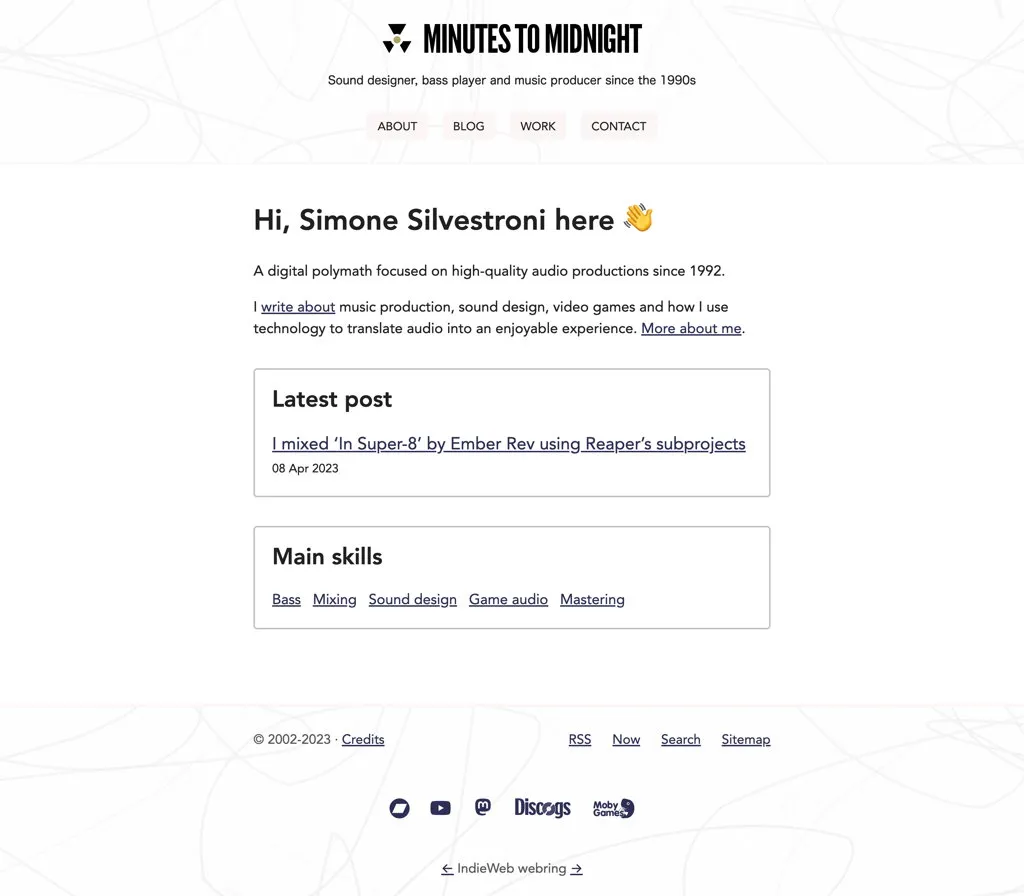 MINUTES TO MIDNIGHT
Sound designer, bass player and music producer since the 1990s
ABOUT BLOG WORK CONTACT
Hi, Simone Silvestroni here 👋
A digital polymath focused on high-quality audio productions since 1992.
I write about music production, sound design, video games and how I use
technology to translate audio into an enjoyable experience. More about me.
Latest post
I mixed ‘In Super-8’ by Ember Rev using Reaper’s subprojects
08 Apr 2023
Main skills
Bass Mixing Sound design Game audio Mastering
© 2002-2023 · Credits RSS Now Search Sitemap
Discogs Moby Games
← IndieWeb webring →